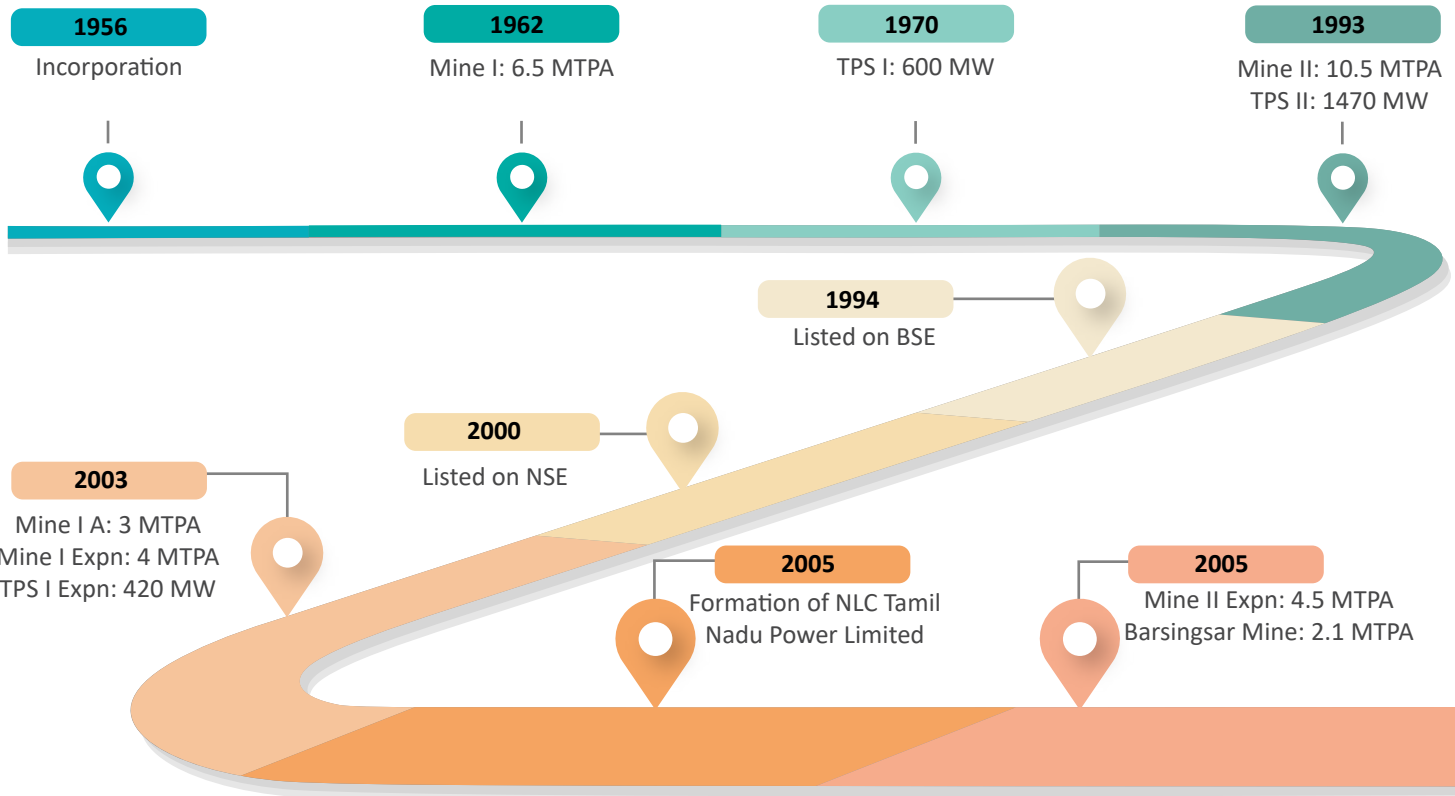 1956
Incorporation
1962
Mine I: 6.5 MTPA
1970
TPS I: 600 MW
1993
Mine II: 10.5 MTPA
TPS II: 1470 MW
1994
Listed on BSE
2000
Listed on NSE
2003
Mine I A: 3 MTPA
Mine I Expn: 4 MTPA
TPS I Expn: 420 MW
2005
Formation of NLC Tamil
Nadu Power Limited
2005
Mine II Expn: 4.5 MTPA
Barsingsar Mine: 2.1 MTPA